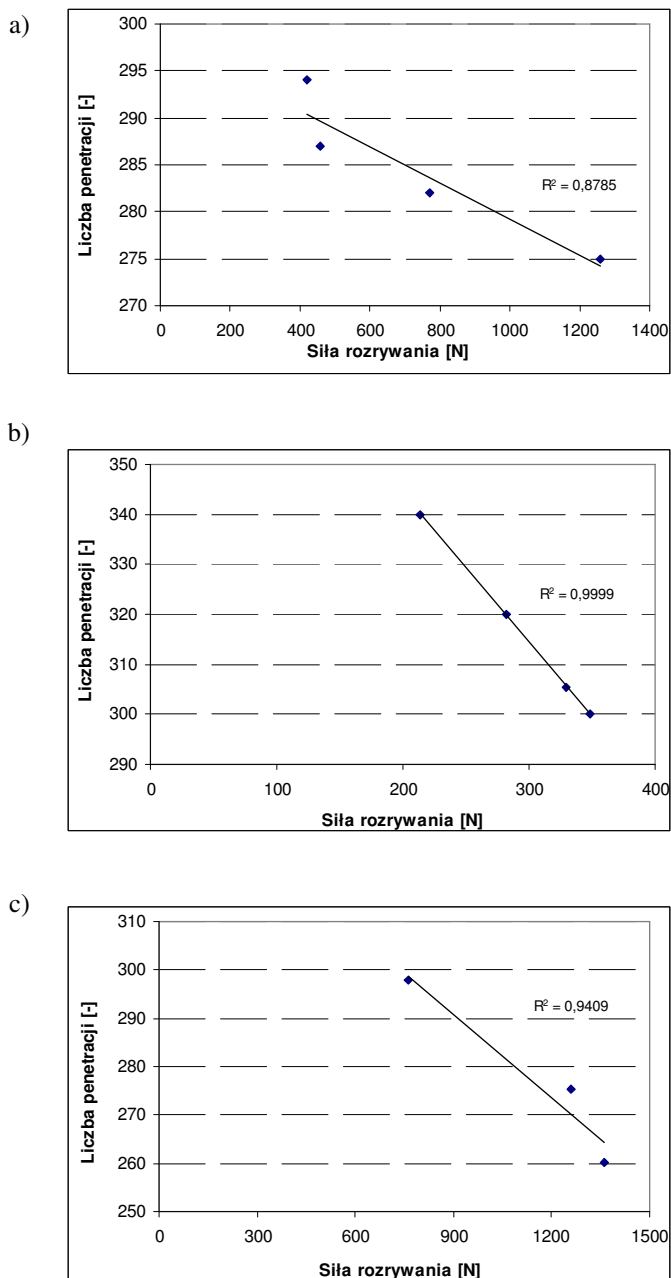 a)
Liczba penetracji [-]
300
295
290
285
280
275
270
R² = 0,8785
0 200 400 600 800 1000 1200 1400
Siła rozrywania [N]
b)
Liczba penetracji [-]
350
340
330
320
310
300
290
R² = 0,9999
0 100 200 300 400
Siła rozrywania [N]
c)
Liczba penetracji [-]
310
300
290
280
270
260
250
R² = 0,9409
0 300 600 900 1200 1500
Siła rozrywania [N]